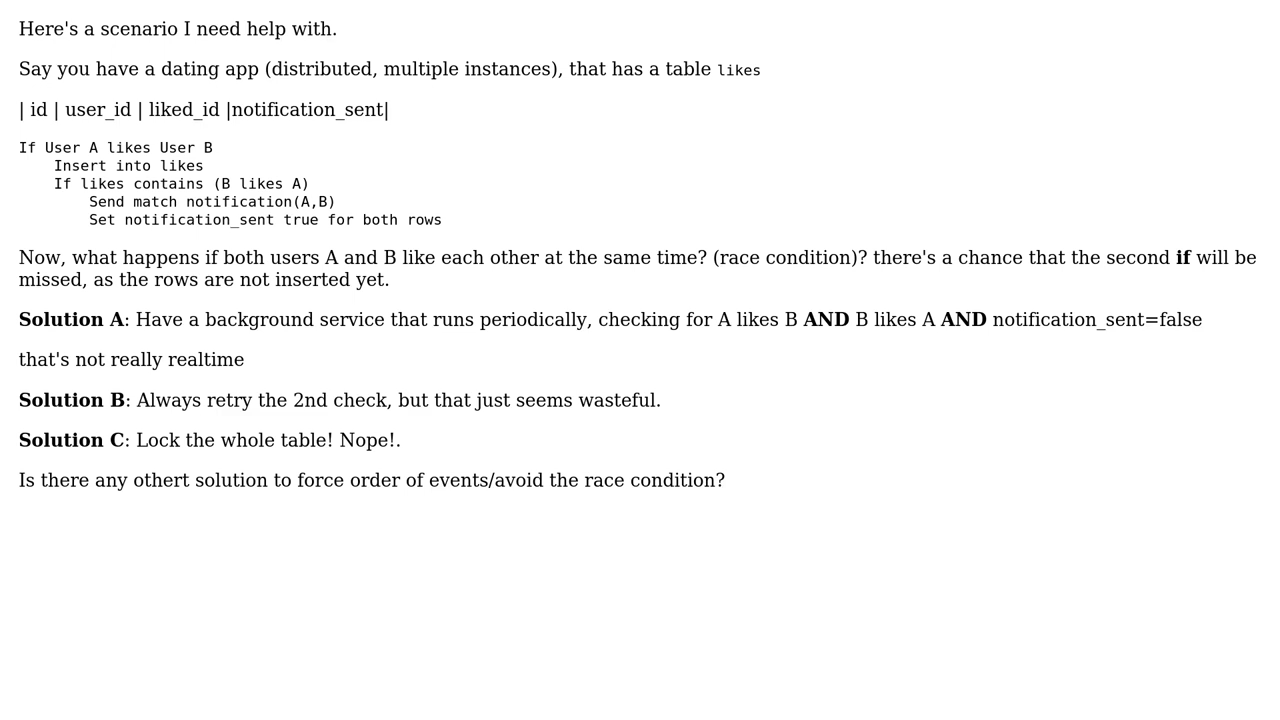 Here's a scenario I need help with.
Say you have a dating app (distributed, multiple instances), that has a table likes
| id | user_id | liked_id |notification_sent|
If User A likes User B
    Insert into likes
    If likes contains (B likes A)
        Send match notification(A,B)
        Set notification_sent true for both rows
Now, what happens if both users A and B like each other at the same time? (race condition)? there's a chance that the second if will be
missed, as the rows are not inserted yet.
Solution A: Have a background service that runs periodically, checking for A likes B AND B likes A AND notification_sent=false
that's not really realtime
Solution B: Always retry the 2nd check, but that just seems wasteful.
Solution C: Lock the whole table! Nope!.
Is there any othert solution to force order of events/avoid the race condition?